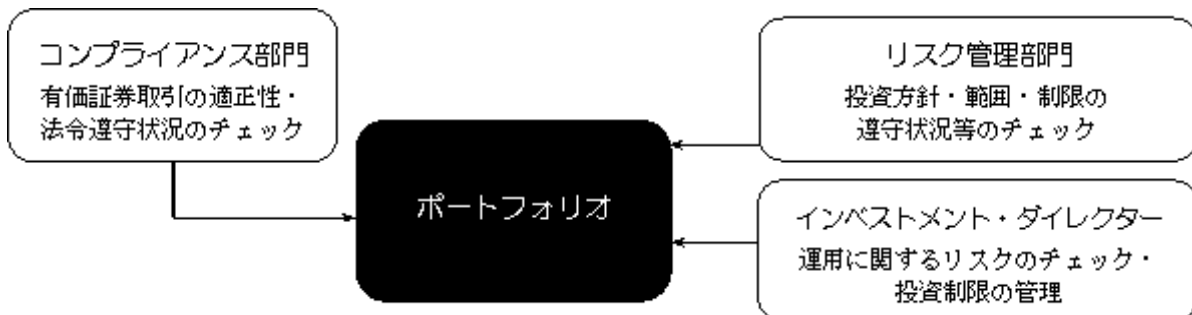 コンプライアンス部門
有価証券取引の適正性・
法令遵守状況のチェック
リスク管理部門
投資方針・範囲・制限の
遵守状況等のチェック
ポートフォリオ
インベストメント・ダイレクター
運用に関するリスクのチェック・
投資制限の管理